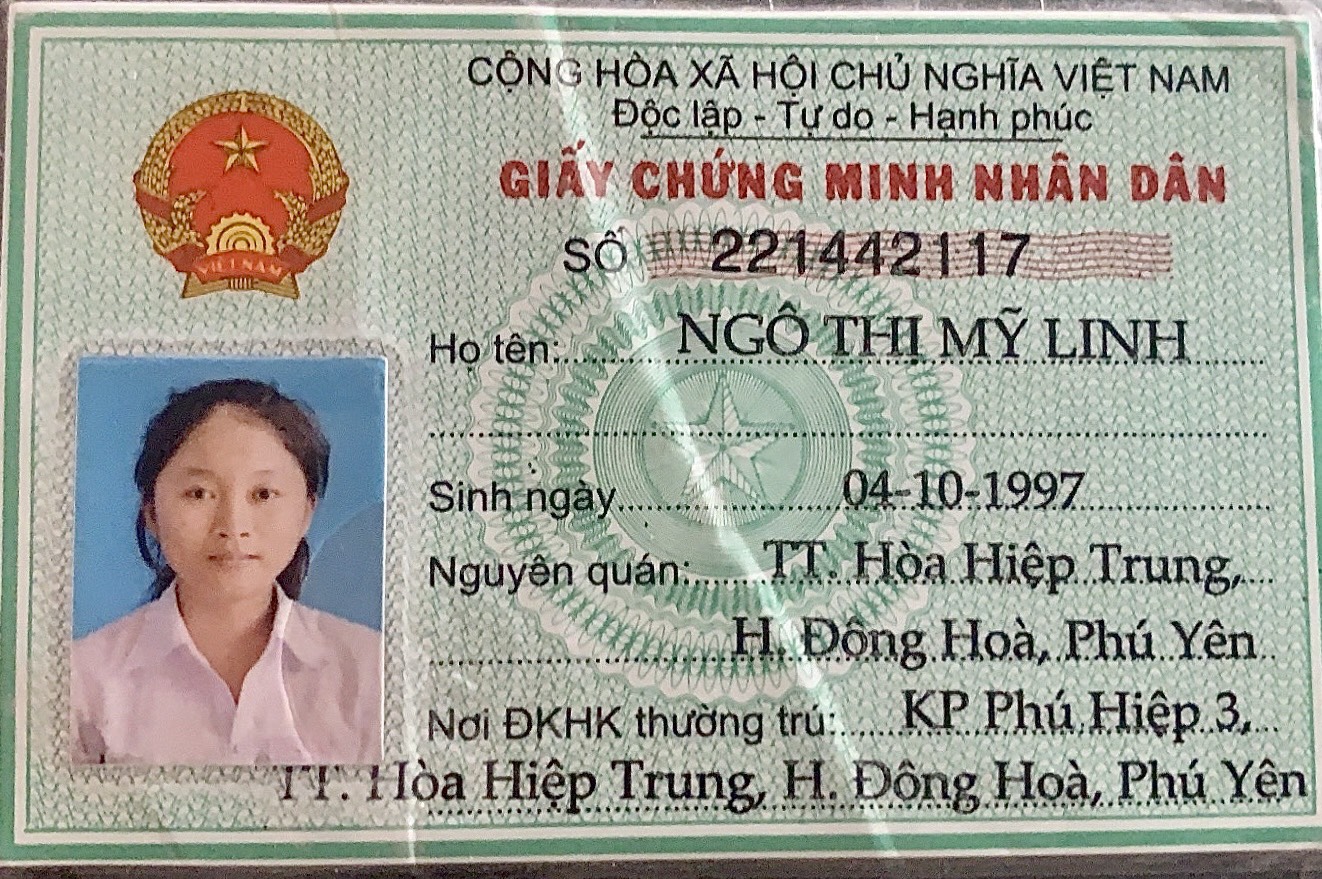 CỘNG HÒA XÃ HỘI CHỦ NGHĨA VIỆT NAM
Độc lập - Tự do - Hạnh phúc
GIẤY CHỨNG MINH NHÂN DÂN
SỐ 221442117
VIỆT NAM
Họ tên: NGÔ THỊ MỸ LINH
Sinh ngày 04-10-1997
Nguyên quán: TT. Hòa Hiệp Trung,
H. Đông Hoà, Phú Yên
Nơi ĐKHK thường trú: KP Phú Hiệp 3,
TT. Hòa Hiệp Trung, H. Đông Hoà, Phú Yên